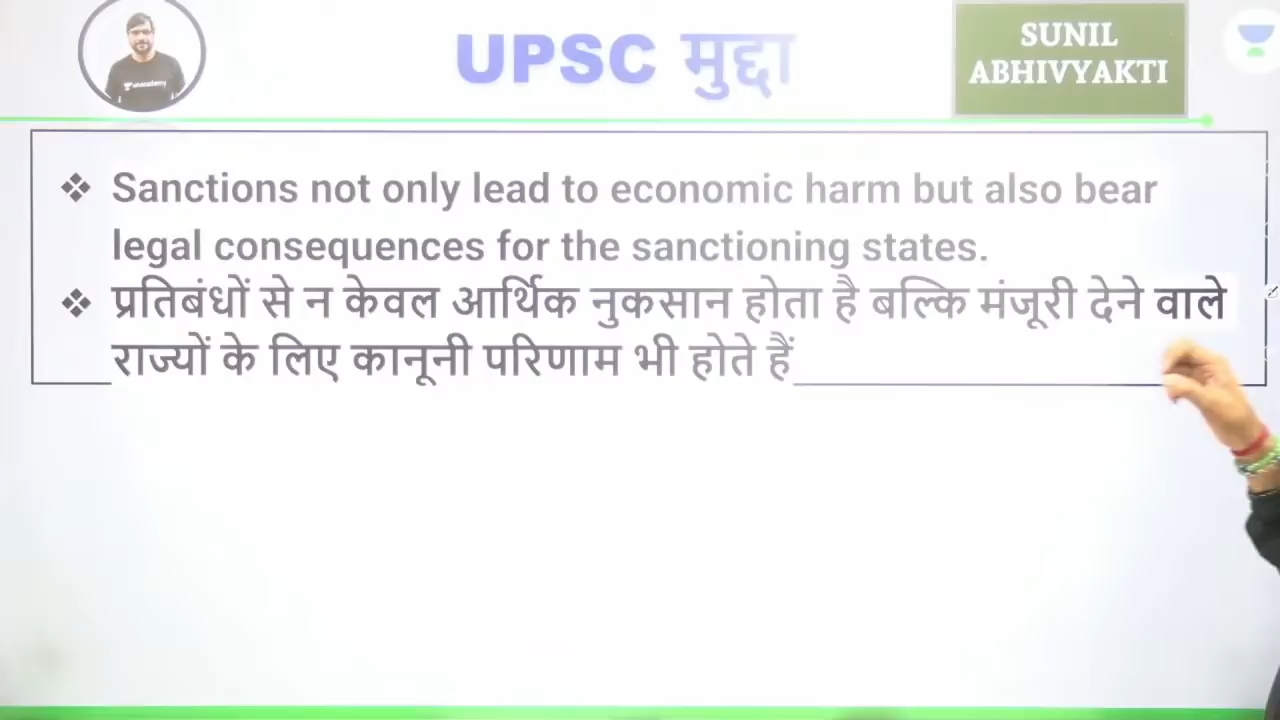 UPSC मुद्दा
SUNIL
ABHIVYAKTI
unacademy
Sanctions not only lead to economic harm but also bear
legal consequences for the sanctioning states.
प्रतिबंधों से न केवल आर्थिक नुकसान होता है बल्कि मंजूरी देने वाले
राज्यों के लिए कानूनी परिणाम भी होते हैं